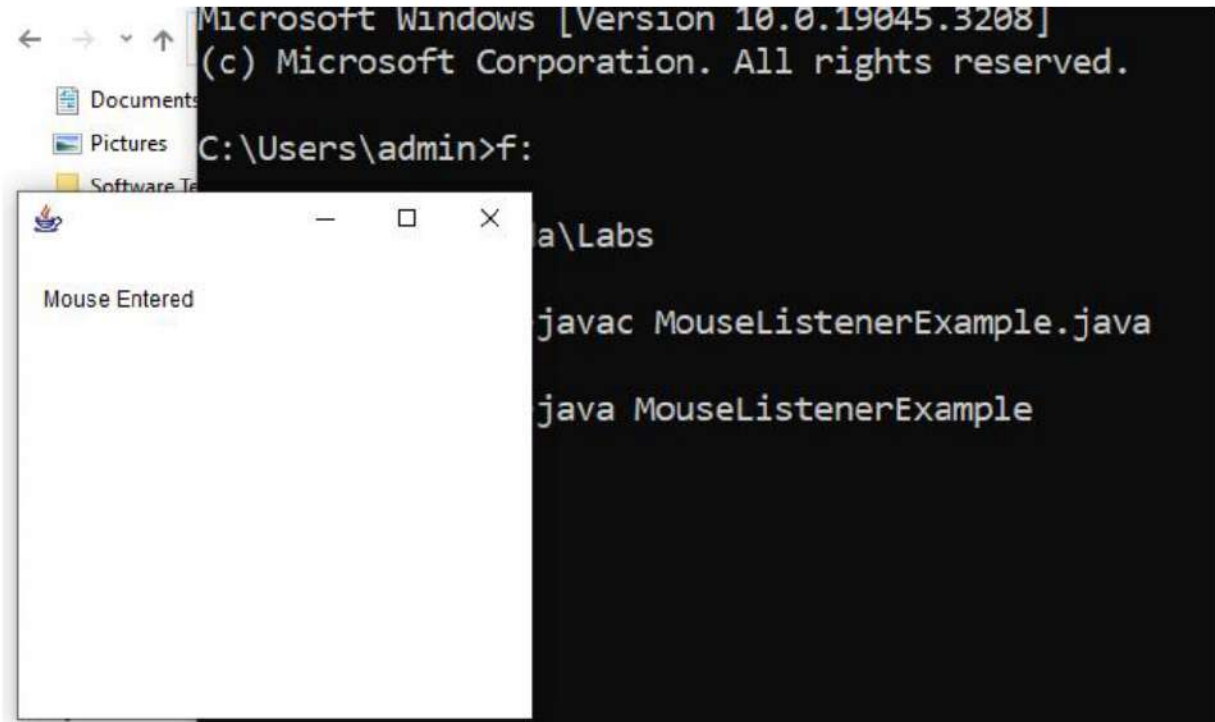 Microsoft Windows [Version 10.0.19045.3208]
(c) Microsoft Corporation. All rights reserved.
Documents
Pictures
C:\Users\admin>f:
Software
a\Labs
Mouse Entered
javac MouseListenerExample.java
java MouseListenerExample